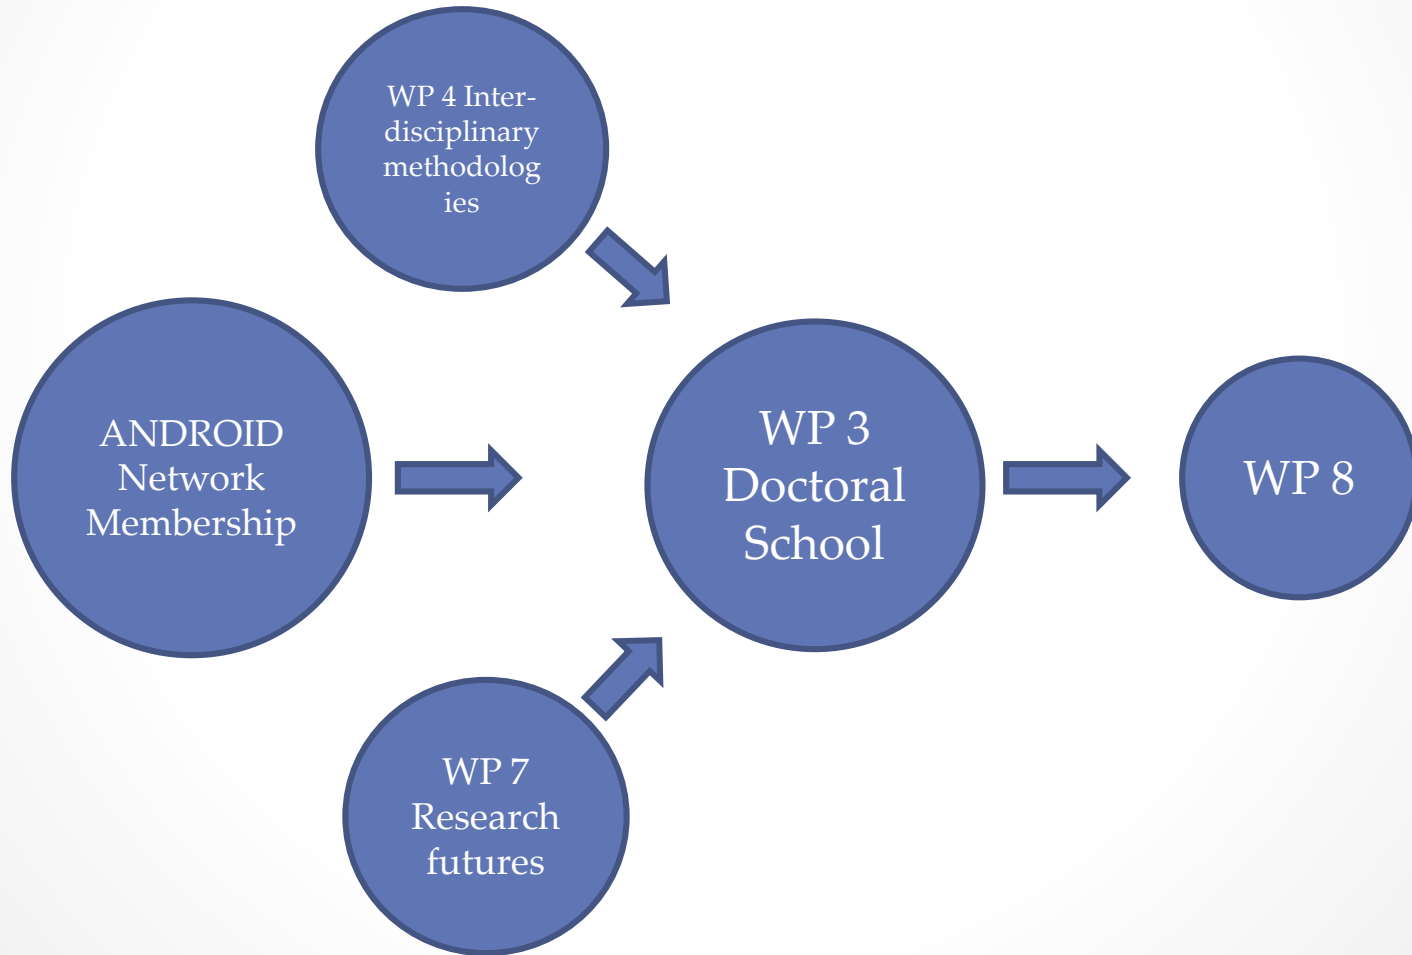 WP 4 Inter-
disciplinary
methodolog
ies
ANDROID
Network
Membership
WP 3
Doctoral
School
WP 8
WP 7
Research
futures